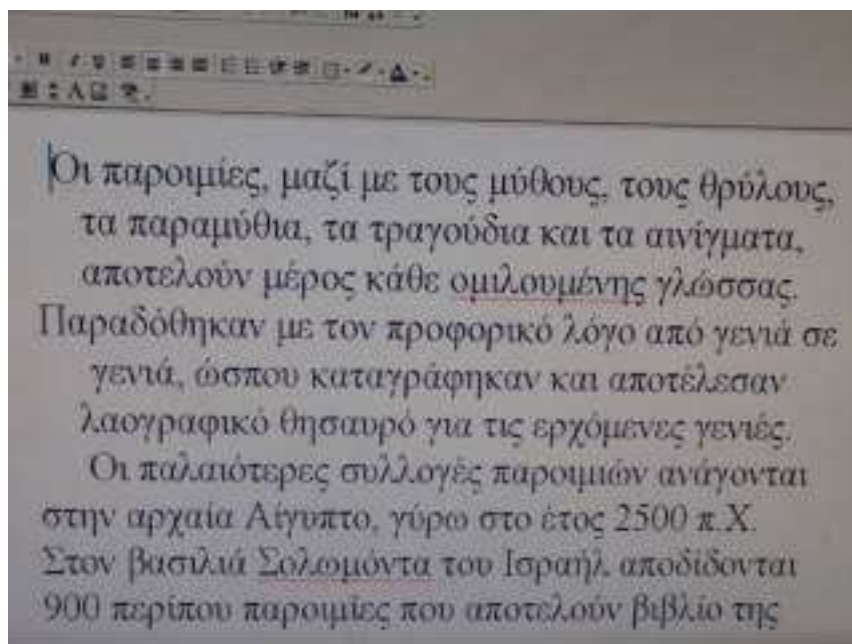 Οι παροιμίες, μαζί με τους μύθους, τους θρύλους,
τα παραμύθια, τα τραγούδια και τα αινίγματα,
αποτελούν μέρος κάθε ομιλουμένης γλώσσας.
Παραδόθηκαν με τον προφορικό λόγο από γενιά σε
γενιά, ώσπου καταγράφηκαν και αποτέλεσαν
λαογραφικό θησαυρό για τις ερχόμενες γενιές.
Οι παλαιότερες συλλογές παροιμιών ανάγονται
στην αρχαία Αίγυπτο, γύρω στο έτος 2500 π.Χ.
Στον βασιλιά Σολωμόντα του Ισραήλ αποδίδονται
900 περίπου παροιμίες που αποτελούν βιβλίο της